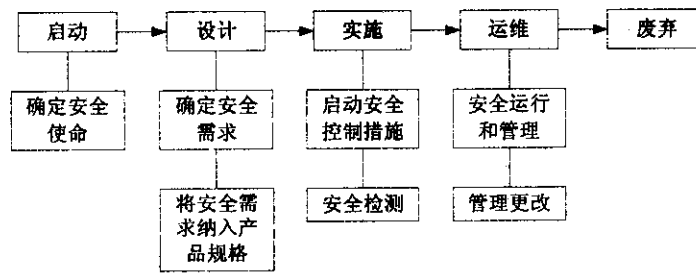 启动
设计
实施
运维
废弃
确定安全
使命
确定安全
需求
启动安全
控制措施
安全运行
和管理
将安全需
求纳入产
品规格
安全检测
管理更改